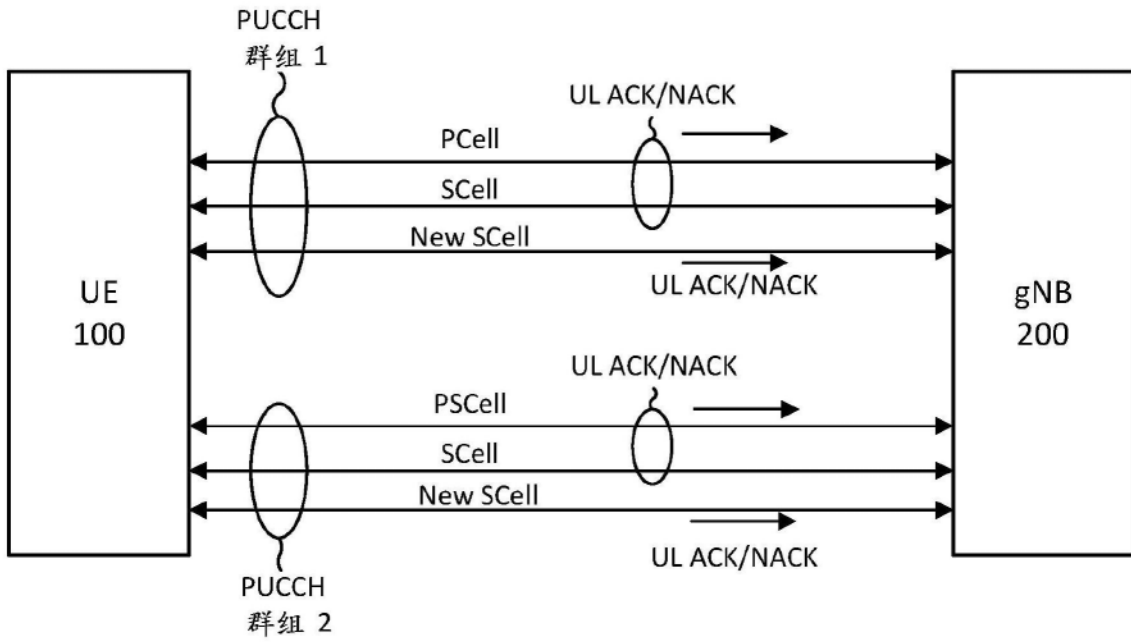 PUCCH
群组 1
UL ACK/NACK
PCell
SCell
New SCell
UL ACK/NACK
UE
100
gNB
200
UL ACK/NACK
PSCell
SCell
New SCell
UL ACK/NACK
PUCCH
群组 2